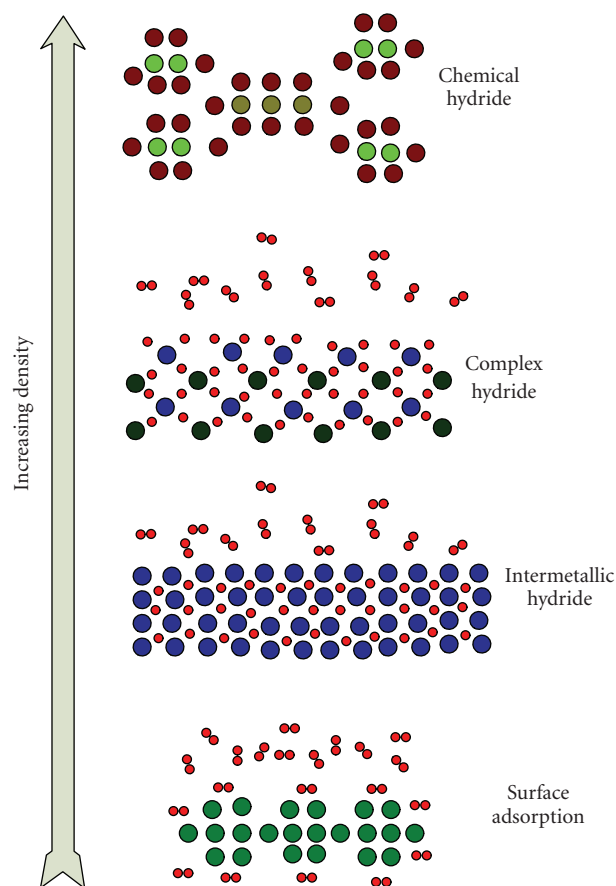 Chemical
hydride
Complex
hydride
Increasing density
Intermetallic
hydride
Surface
adsorption